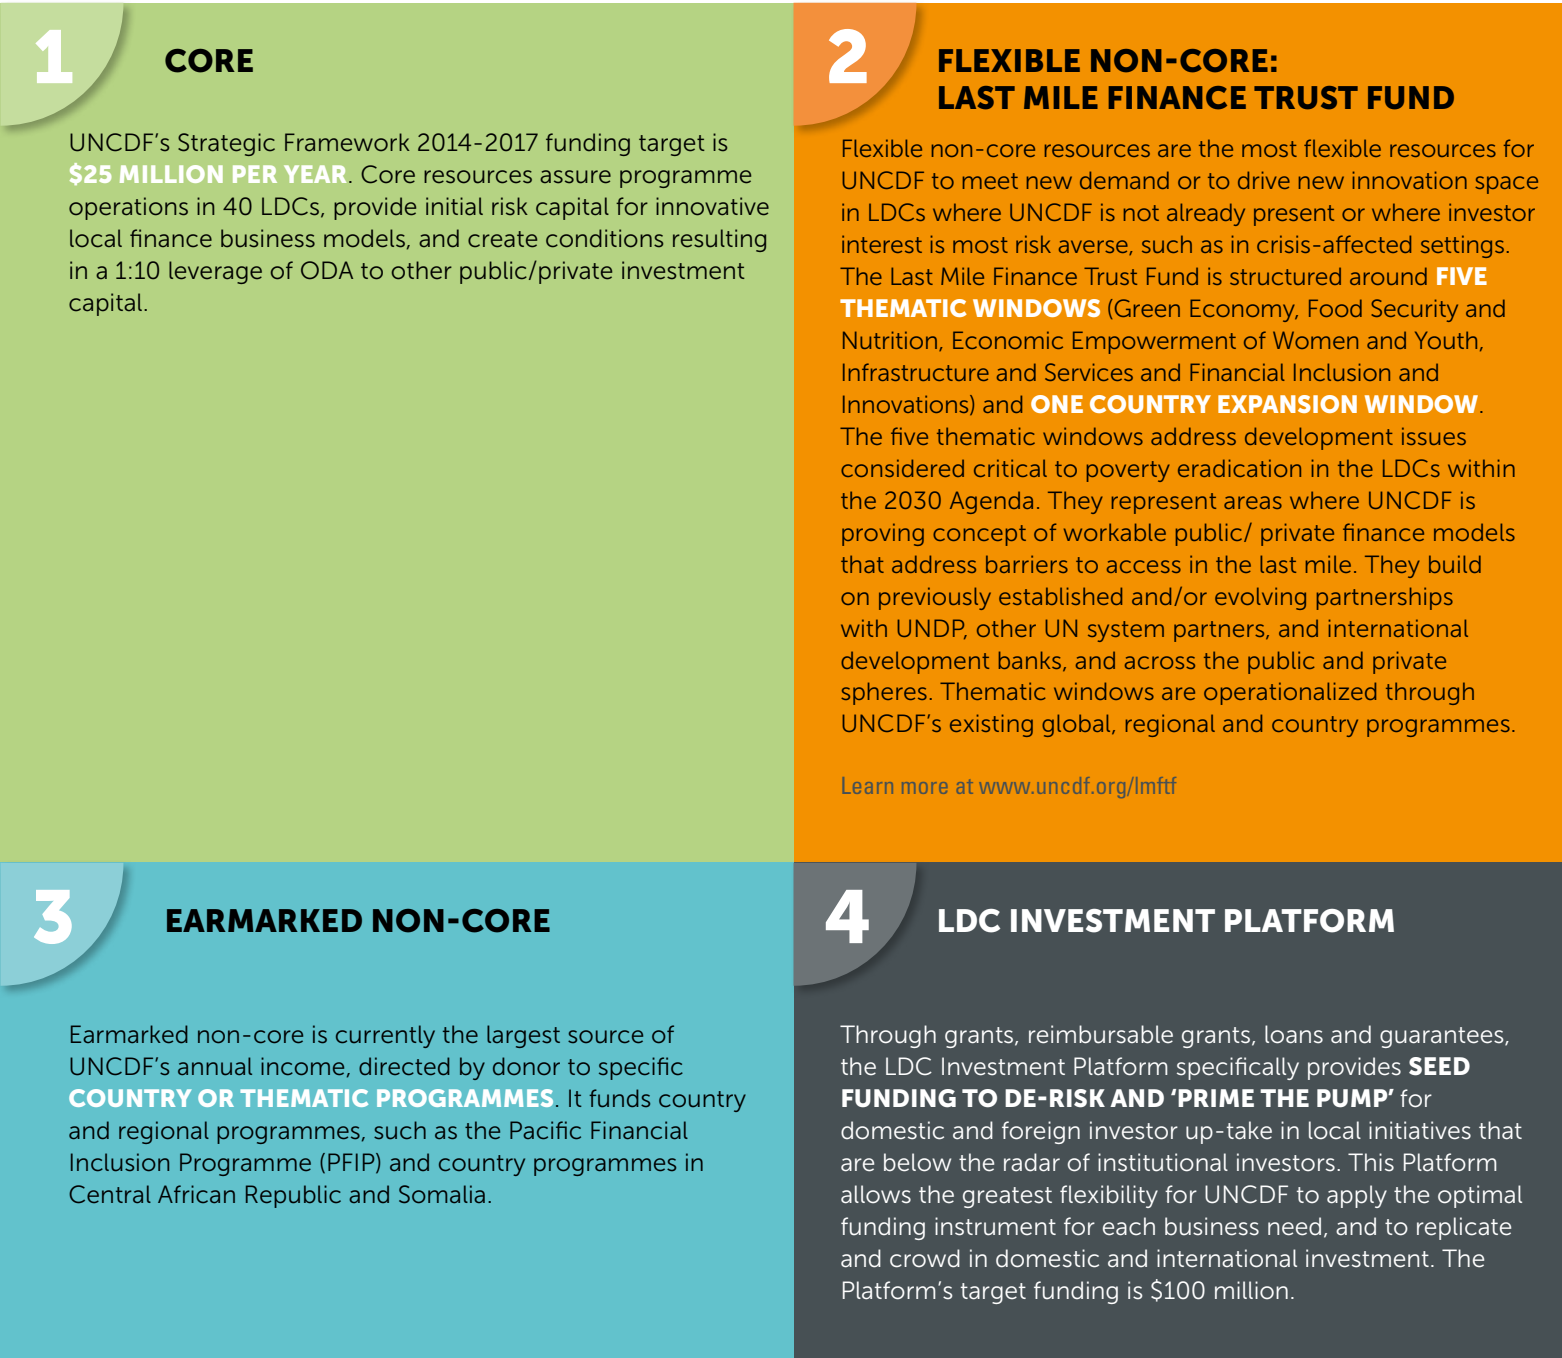 1
CORE
UNCDF’s Strategic Framework 2014-2017 funding target is
$25 MILLION PER YEAR. Core resources assure programme
operations in 40 LDCs, provide initial risk capital for innovative
local finance business models, and create conditions resulting
in a 1:10 leverage of ODA to other public/private investment
capital.
2
FLEXIBLE NON-CORE:
LAST MILE FINANCE TRUST FUND
Flexible non-core resources are the most flexible resources for
UNCDF to meet new demand or to drive new innovation space
in LDCs where UNCDF is not already present or where investor
interest is most risk averse, such as in crisis-affected settings.
The Last Mile Finance Trust Fund is structured around FIVE
THEMATIC WINDOWS (Green Economy, Food Security and
Nutrition, Economic Empowerment of Women and Youth,
Infrastructure and Services and Financial Inclusion and
Innovations) and ONE COUNTRY EXPANSION WINDOW.
The five thematic windows address development issues
considered critical to poverty eradication in the LDCs within
the 2030 Agenda. They represent areas where UNCDF is
proving concept of workable public/ private finance models
that address barriers to access in the last mile. They build
on previously established and/or evolving partnerships
with UNDP, other UN system partners, and international
development banks, and across the public and private
spheres. Thematic windows are operationalized through
UNCDF’s existing global, regional and country programmes.
Learn more at www.uncdf.org/lmftf
3
EARMARKED NON-CORE
Earmarked non-core is currently the largest source of
UNCDF’s annual income, directed by donor to specific
COUNTRY OR THEMATIC PROGRAMMES. It funds country
and regional programmes, such as the Pacific Financial
Inclusion Programme (PFIP) and country programmes in
Central African Republic and Somalia.
4
LDC INVESTMENT PLATFORM
Through grants, reimbursable grants, loans and guarantees,
the LDC Investment Platform specifically provides SEED
FUNDING TO DE-RISK AND ‘PRIME THE PUMP’ for
domestic and foreign investor up-take in local initiatives that
are below the radar of institutional investors. This Platform
allows the greatest flexibility for UNCDF to apply the optimal
funding instrument for each business need, and to replicate
and crowd in domestic and international investment. The
Platform’s target funding is $100 million.